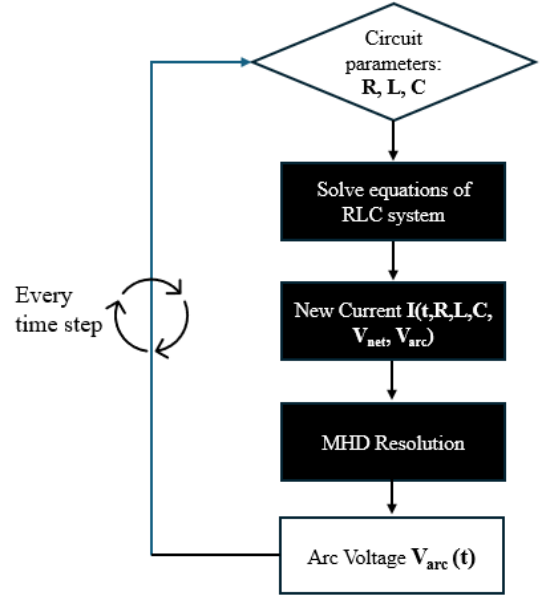 Circuit
parameters:
R, L, C
Solve equations of
RLC system
New Current I(t,R,L,C,
Vnet, Varc)
Every
time step
MHD Resolution
Arc Voltage Varc (t)